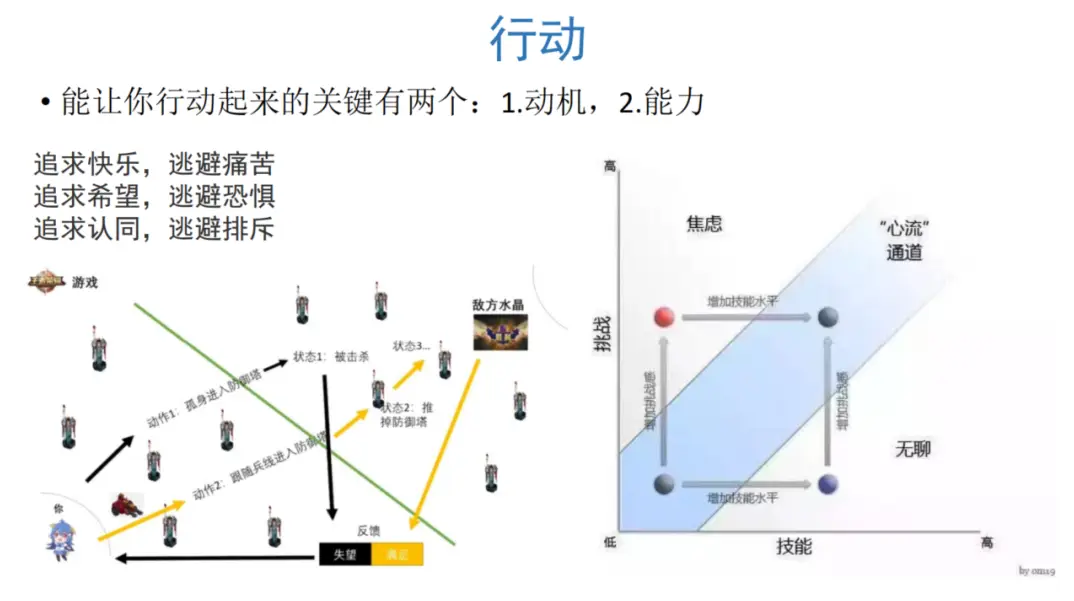 行动
• 能让你行动起来的关键有两个：1.动机，2.能力
追求快乐，逃避痛苦
追求希望，逃避恐惧
追求认同，逃避排斥
游戏
敌方水晶
状态1：被击杀
状态3...
动作1：孤身进入防御塔
状态2：推
掉防御塔
动作2：跟随兵线进入防御塔
你
反馈
失望
满足
高
焦虑
"心流"
通道
增加技能水平
挑战
增加挑战感
增加挑战感
无聊
增加技能水平
低
技能
高
by oma9